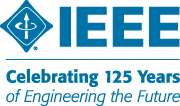 IEEE
Celebrating 125 Years
of Engineering the Future